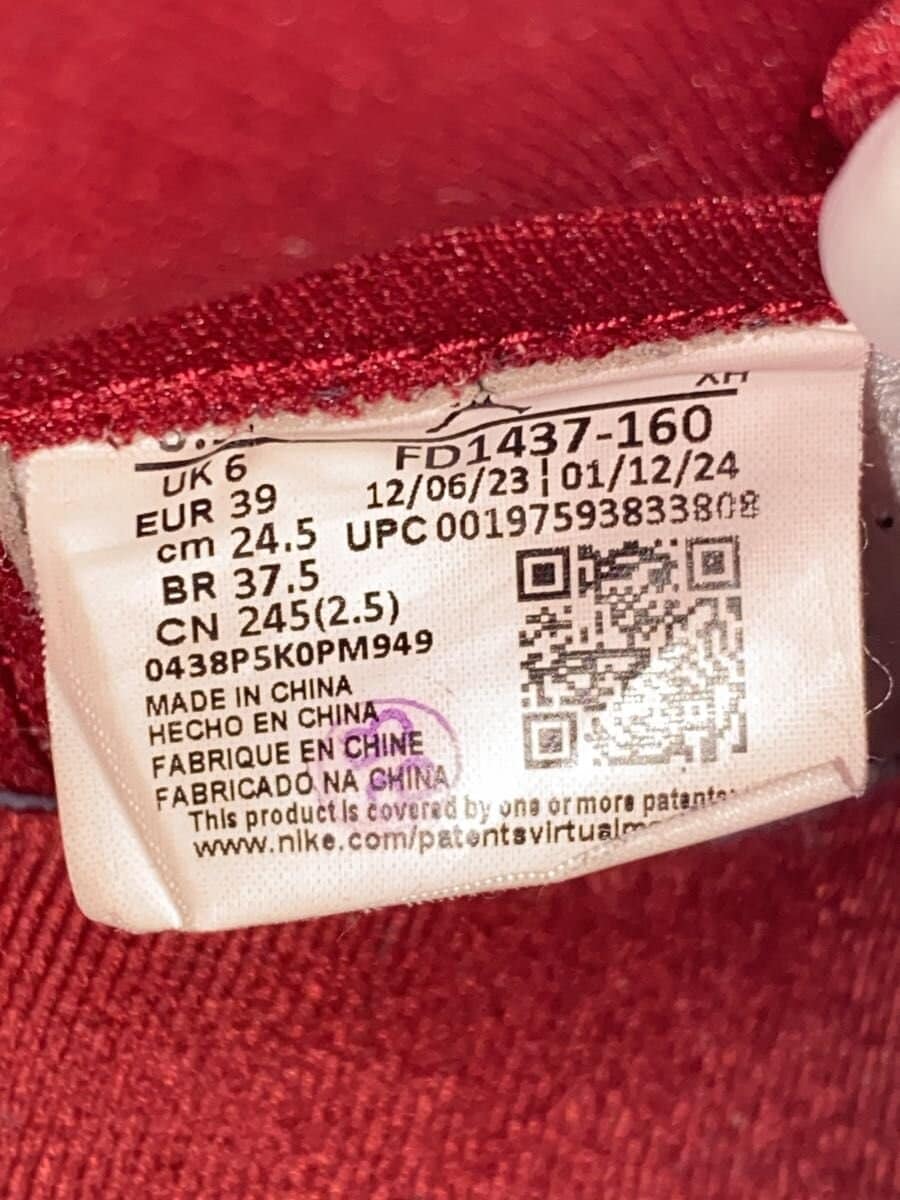 XH
UK 6
FD1437-160
EUR 39
12/06/23 | 01/12/24
cm 24.5
UPC 00197593833808
BR 37.5
CN 245(2.5)
0438P5K0PM949
MADE IN CHINA
HECHO EN CHINA
FABRIQUE EN CHINE
FABRICADO NA CHINA
This product is covered by one or more patents
www.nike.com/patentsvirtualm